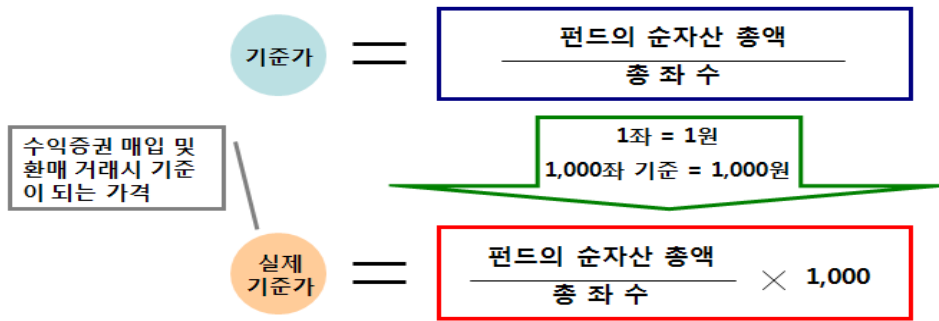 기준가
=
펀드의 순자산 총액
총 좌 수
수익증권 매입 및
환매 거래시 기준
이 되는 가격
1좌 = 1원
1,000좌 기준 = 1,000원
실제
기준가
=
펀드의 순자산 총액
총 좌 수
× 1,000